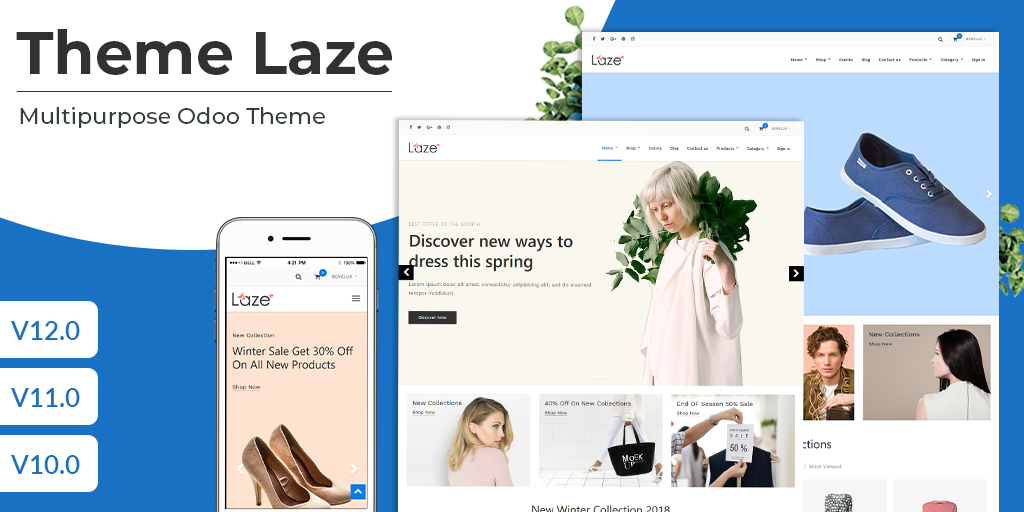 Theme Laze
Multipurpose Odoo Theme
V12.0
V11.0
V10.0
BELL
4:21 PM
100%
0
BENELUX
Laze
New Collection
Winter Sale Get 30% Off
On All New Products
Shop Now
0
BENELUX
Laze
Home
Shop
Events
Blog
Contact us
Products
Category
Sign in
BEST OFFER OF THE MONTH
Discover new ways to
dress this spring
Lorem ipsum dolor sit amet, consectetur adipisicing elit, sed do eiusmod
tempor incididunt.
Discover Now
New Collections
Shop Now
40% Off On New Collections
Shop Now
MOCK
UP
End OF Season 50% Sale
Shop Now
SALE
50 %
New Winter Collection 2018
0
BENELUX
Laze
Home
Shop
Events
Blog
Contact us
Products
Category
Sign in
New Collections
Shop Now
ctions
/ Most Viewed